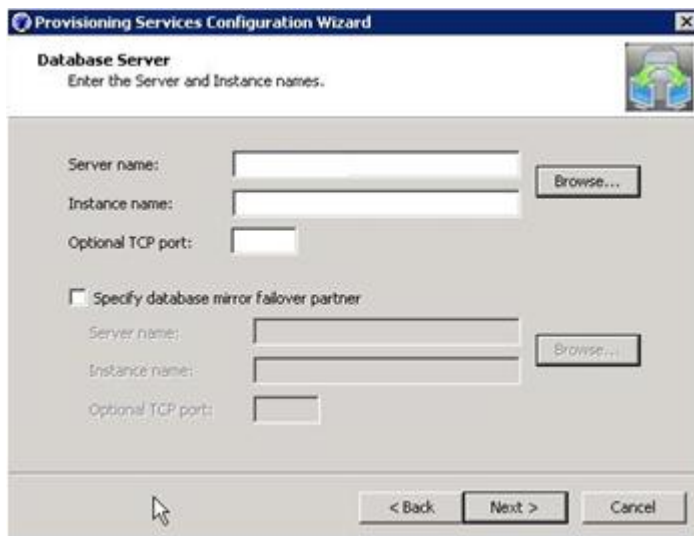 Provisioning Services Configuration Wizard
Database Server
Enter the Server and Instance names.
Server name:
Browse...
Instance name:
Optional TCP port:
Specify database mirror failover partner
Server name:
Browse...
Instance name:
Optional TCP port:
< Back Next > Cancel